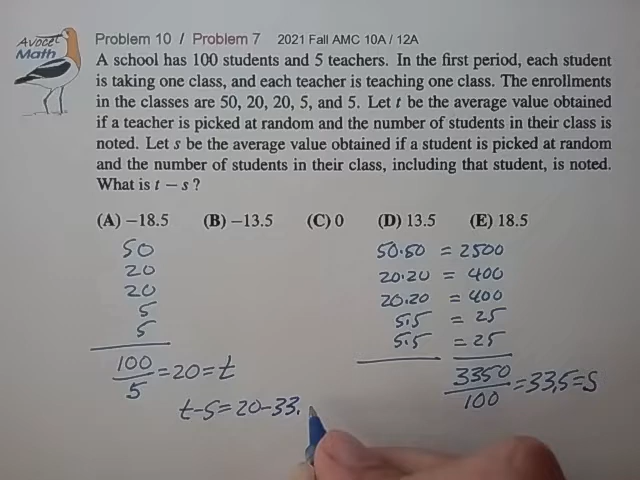 Avocet
Math
Problem 10 / Problem 7 2021 Fall AMC 10A / 12A
A school has 100 students and 5 teachers. In the first period, each student
is taking one class, and each teacher is teaching one class. The enrollments
in the classes are 50, 20, 20, 5, and 5. Let t be the average value obtained
if a teacher is picked at random and the number of students in their class is
noted. Let s be the average value obtained if a student is picked at random
and the number of students in their class, including that student, is noted.
What is t − s ?
(A) −18.5 (B) −13.5 (C) 0 (D) 13.5 (E) 18.5
50
20
20
5
5
100/5 = 20 = t
50·50 = 2500
20·20 = 400
20·20 = 400
5·5 = 25
5·5 = 25
3350/100 = 33.5 = s
t-s = 20-33.